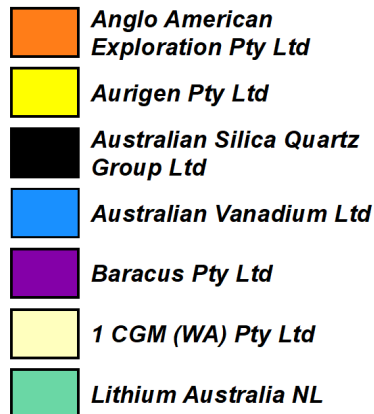 Anglo American
Exploration Pty Ltd
Aurigen Pty Ltd
Australian Silica Quartz
Group Ltd
Australian Vanadium Ltd
Baracus Pty Ltd
1 CGM (WA) Pty Ltd
Lithium Australia NL